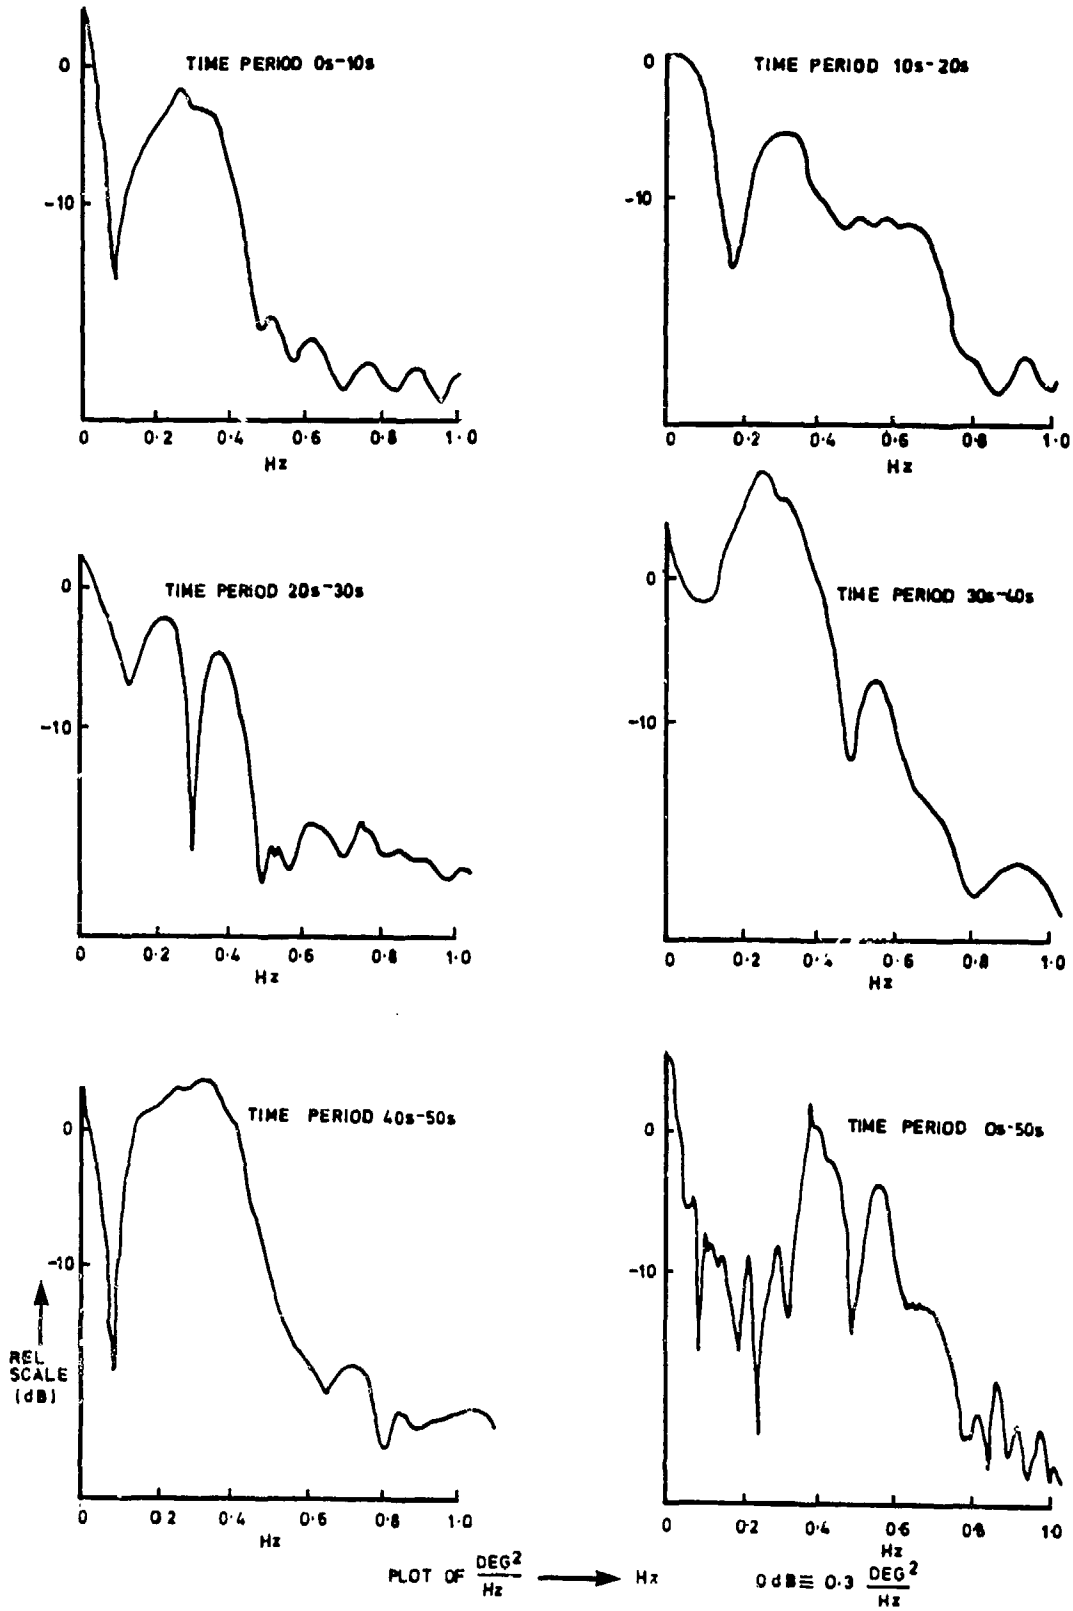 TIME PERIOD 0s-10s
0
-10
0 0.2 0.4 0.6 0.8 1.0
Hz
TIME PERIOD 10s-20s
0
-10
0 0.2 0.4 0.6 0.8 1.0
Hz
TIME PERIOD 20s-30s
0
-10
0 0.2 0.4 0.6 0.8 1.0
Hz
TIME PERIOD 30s-40s
0
-10
0 0.2 0.4 0.6 0.8 1.0
Hz
TIME PERIOD 40s-50s
0
-10
REL
SCALE
(dB)
0 0.2 0.4 0.6 0.8 1.0
Hz
TIME PERIOD 0s-50s
0
-10
0 0.2 0.4 0.6 0.8 1.0
Hz
PLOT OF DEG²/Hz → Hz
0 dB ≡ 0.3 DEG²/Hz